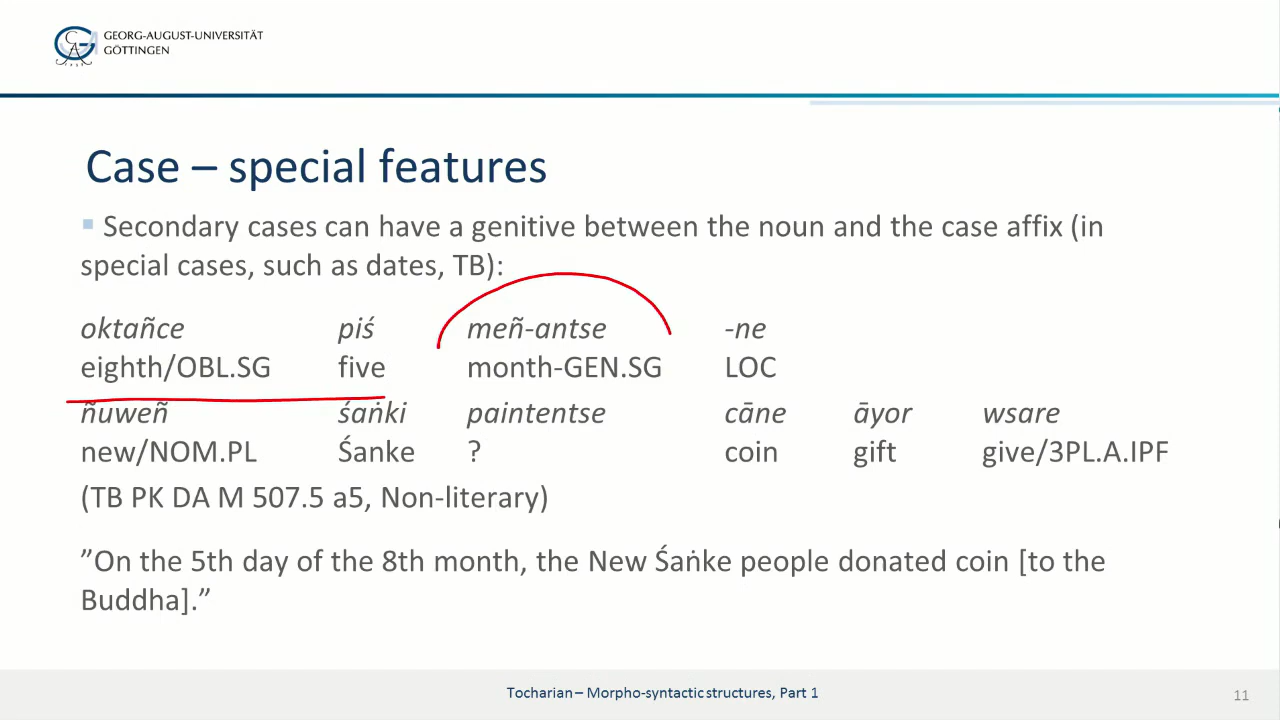 GEORG-AUGUST-UNIVERSITÄT
GÖTTINGEN
Case – special features
Secondary cases can have a genitive between the noun and the case affix (in
special cases, such as dates, TB):
oktañce piś meñ-antse -ne
eighth/OBL.SG five month-GEN.SG LOC
ñuweñ śaṅki paintentse cāne āyor wsare
new/NOM.PL Śanke ? coin gift give/3PL.A.IPF
(TB PK DA M 507.5 a5, Non-literary)
”On the 5th day of the 8th month, the New Śaṅke people donated coin [to the
Buddha].”
Tocharian – Morpho-syntactic structures, Part 1
11